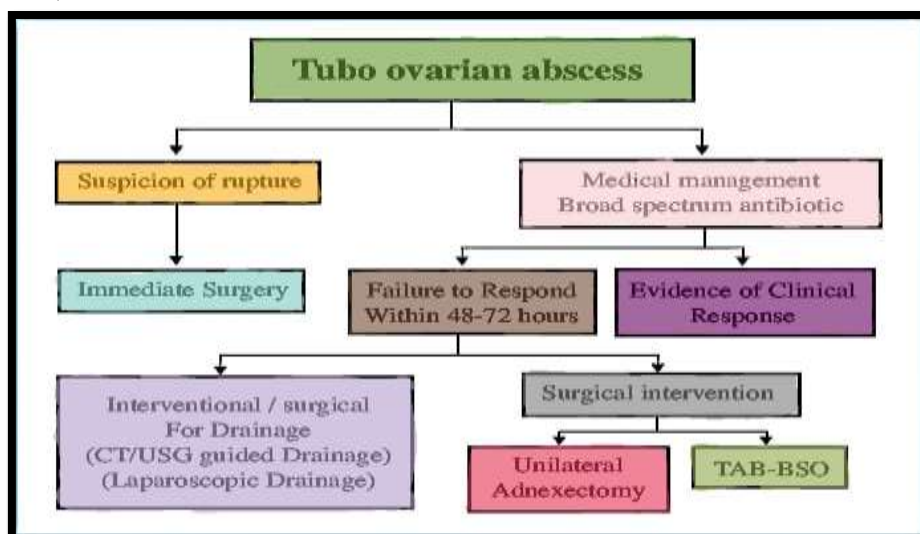 Tubo ovarian abscess
Suspicion of rupture
Medical management
Broad spectrum antibiotic
Immediate Surgery
Failure to Respond
Within 48-72 hours
Evidence of Clinical
Response
Interventional / surgical
For Drainage
(CT/USG guided Drainage)
(Laparoscopic Drainage)
Surgical intervention
Unilateral
Adnexectomy
TAB-BSO